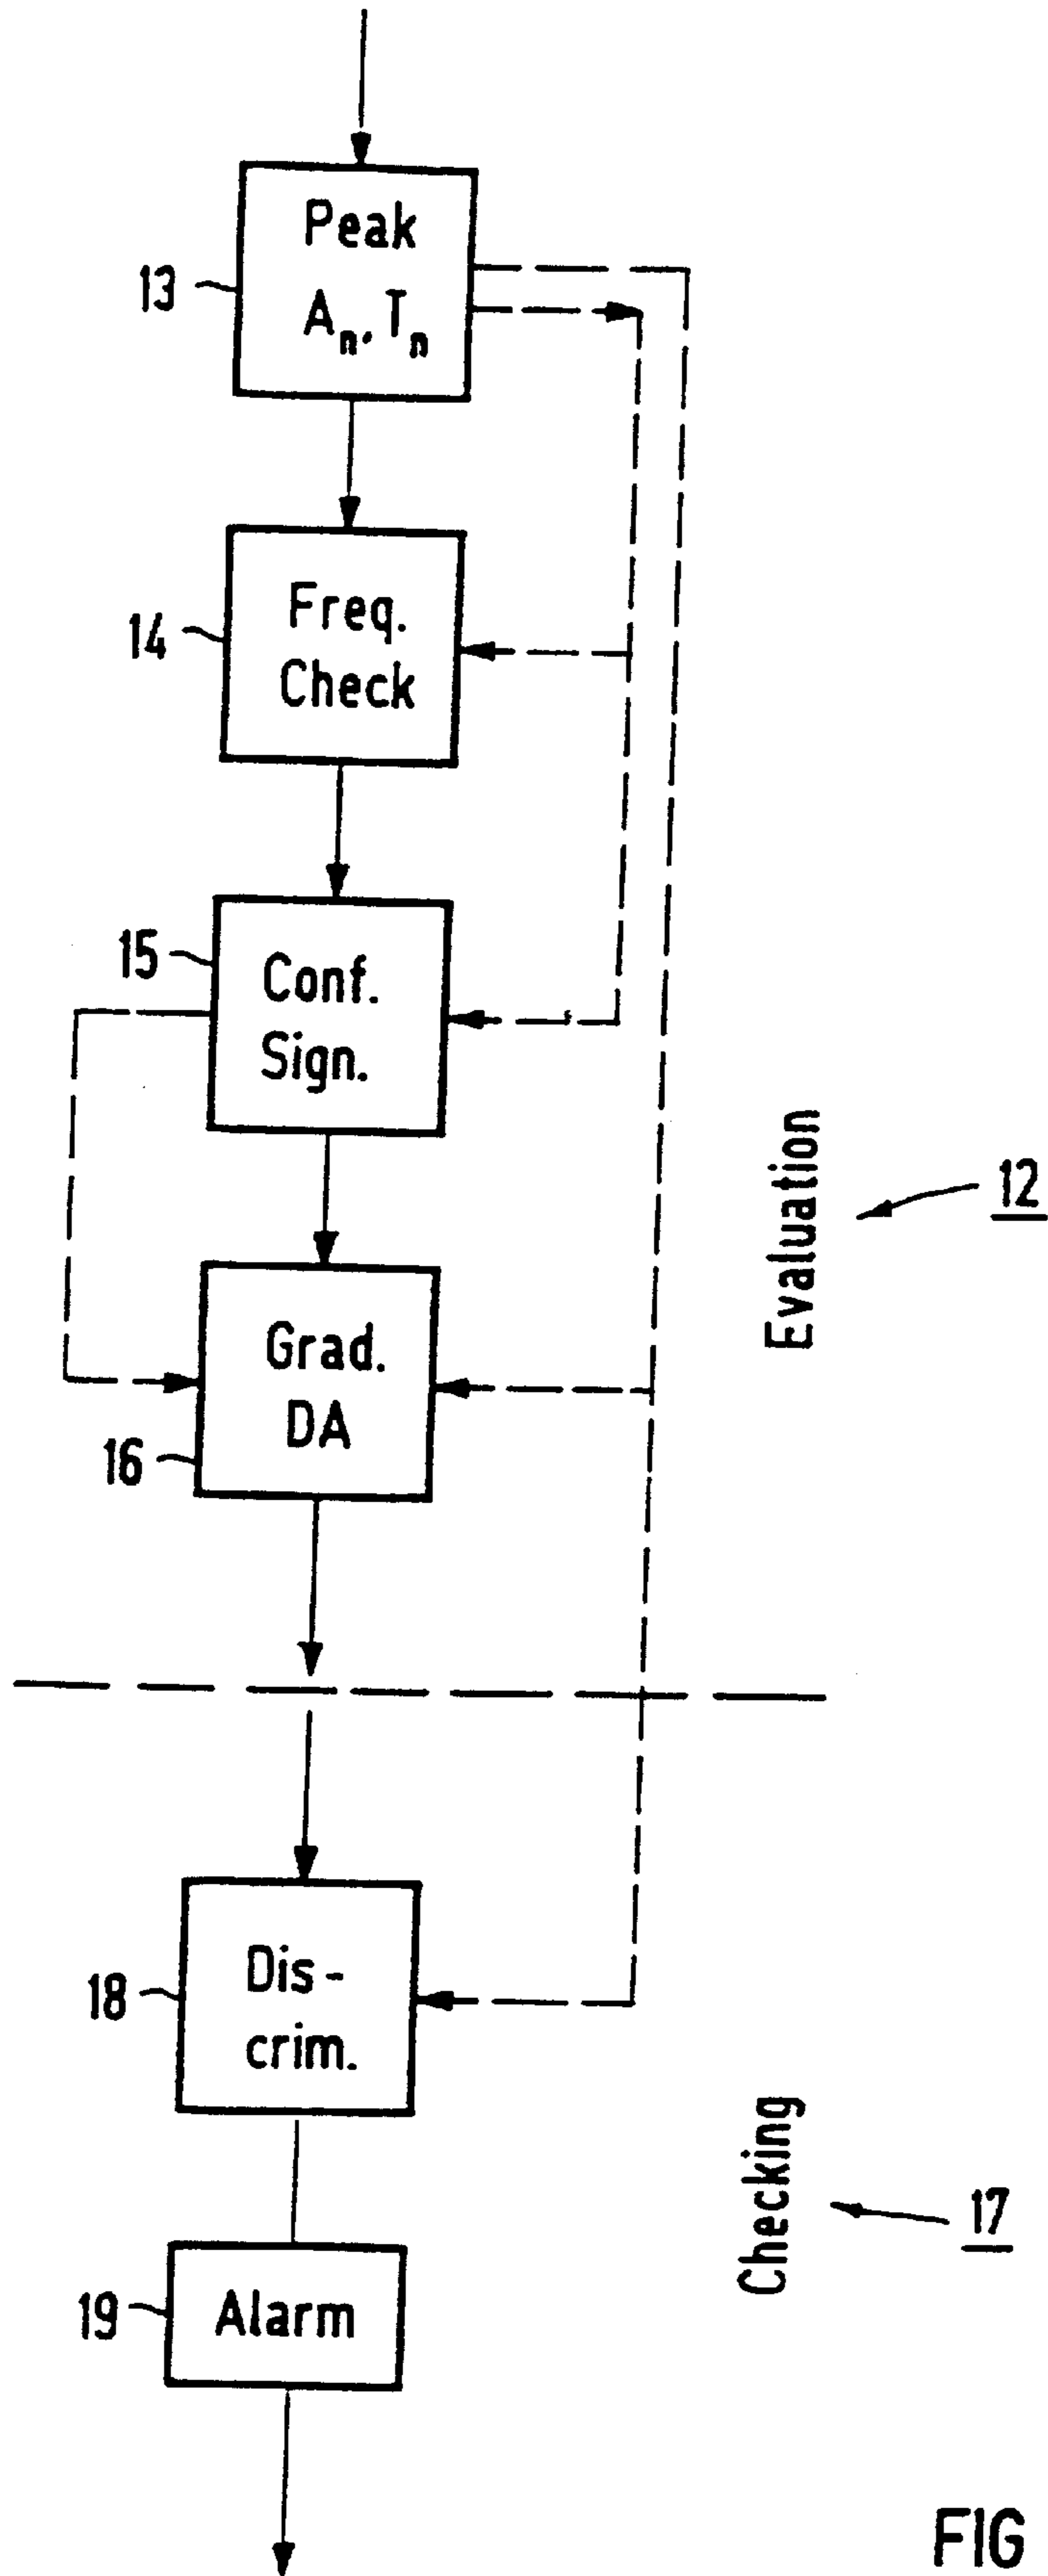 Peak
13
Aₙ, Tₙ
Freq.
14
Check
15
Conf.
Sign.
Evaluation
12
Grad.
DA
16
Dis-
18
crim.
Checking
17
19
Alarm
FIG